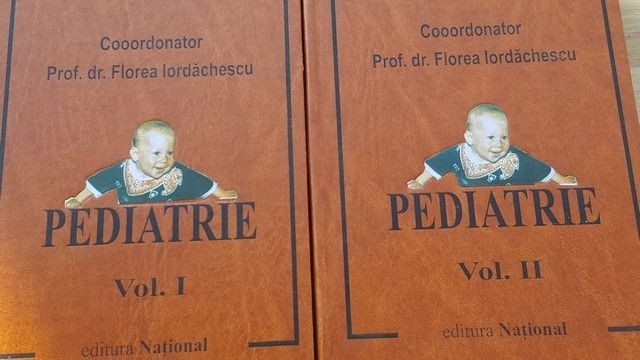 Cooordonator
Prof. dr. Florea Iordăchescu
PEDIATRIE
Vol. I
editura Național
Cooordonator
Prof. dr. Florea Iordăchescu
PEDIATRIE
Vol. II
editura Național